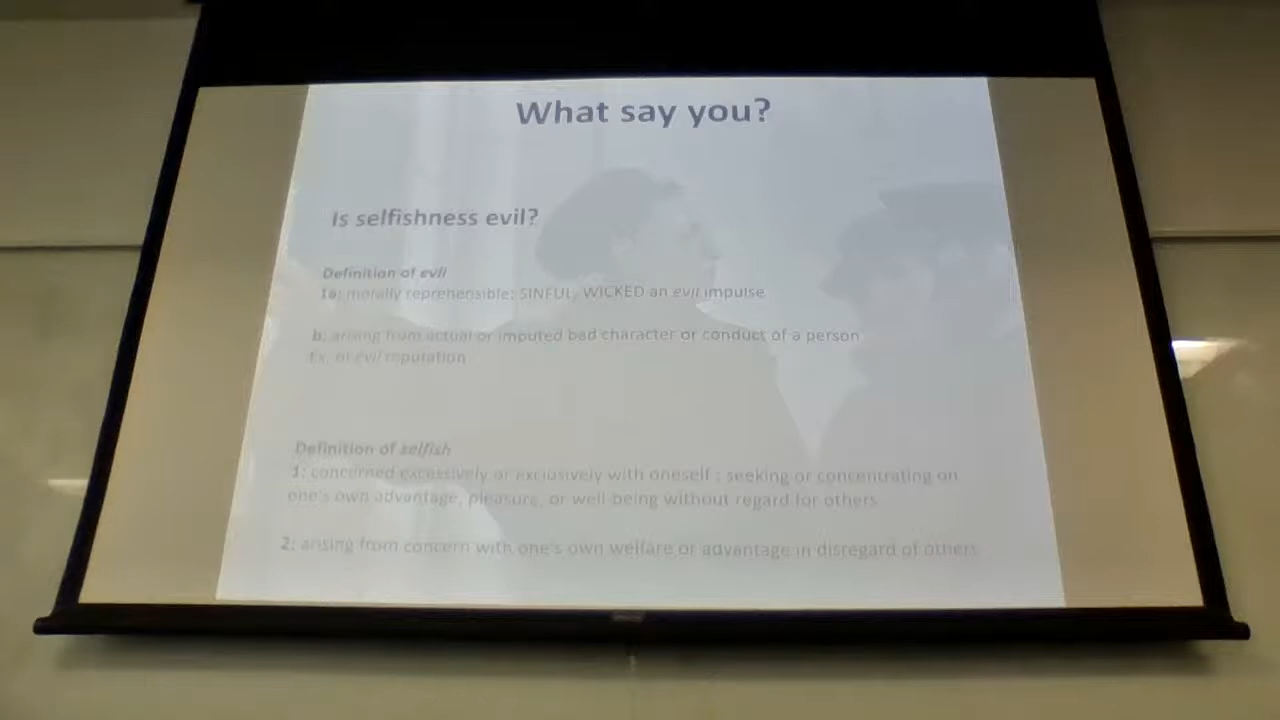 What say you?
Is selfishness evil?
Definition of evil
1a: morally reprehensible: SINFUL, WICKED an evil impulse
b: arising from actual or imputed bad character or conduct of a person
Ex. of evil reputation
Definition of selfish
1: concerned excessively or exclusively with oneself : seeking or concentrating on
one's own advantage, pleasure, or well-being without regard for others
2: arising from concern with one's own welfare or advantage in disregard of others